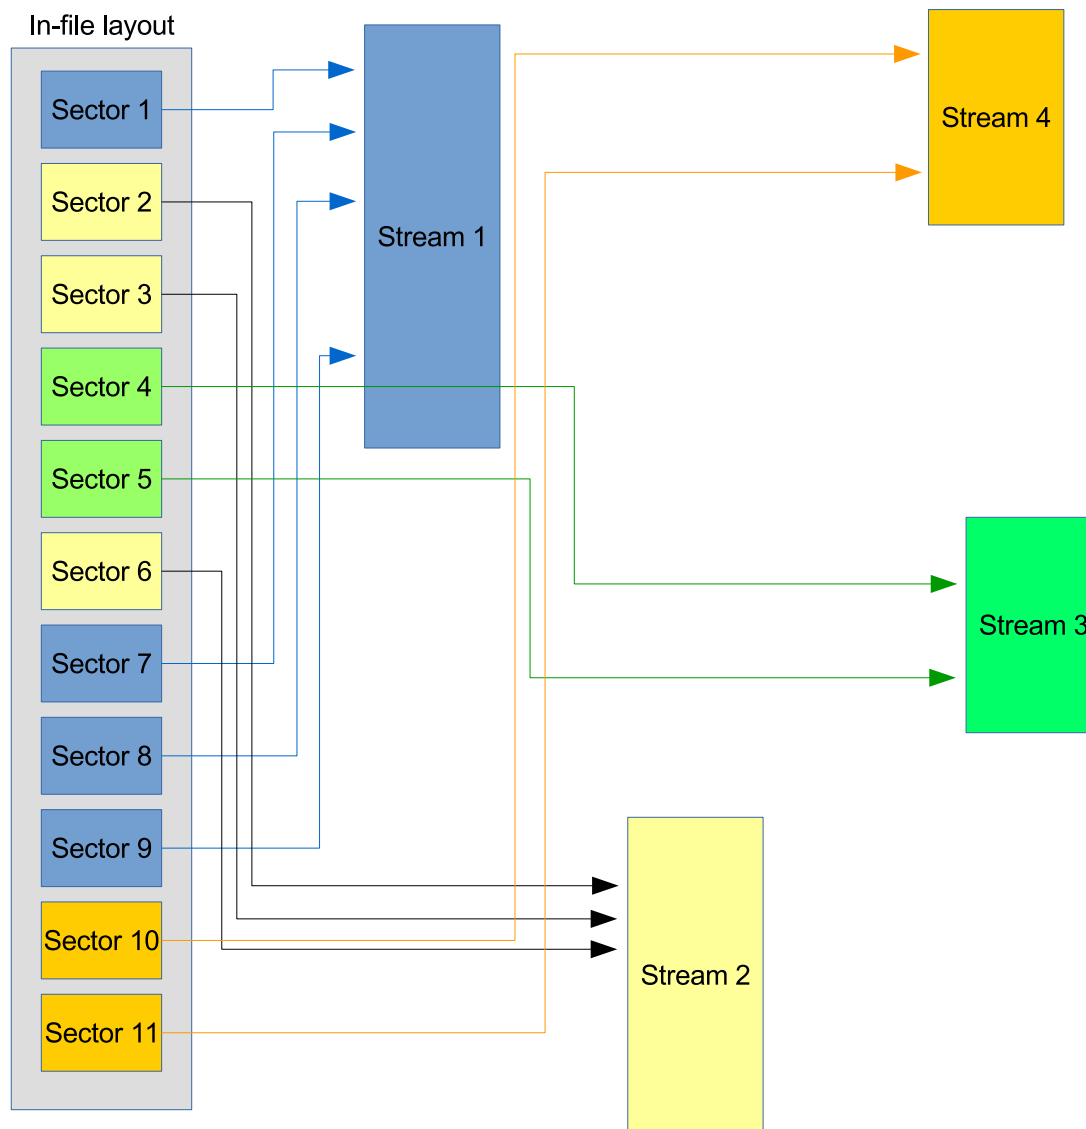 In-file layout
Sector 1
Sector 2
Sector 3
Sector 4
Sector 5
Sector 6
Sector 7
Sector 8
Sector 9
Sector 10
Sector 11
Stream 1
Stream 4
Stream 3
Stream 2